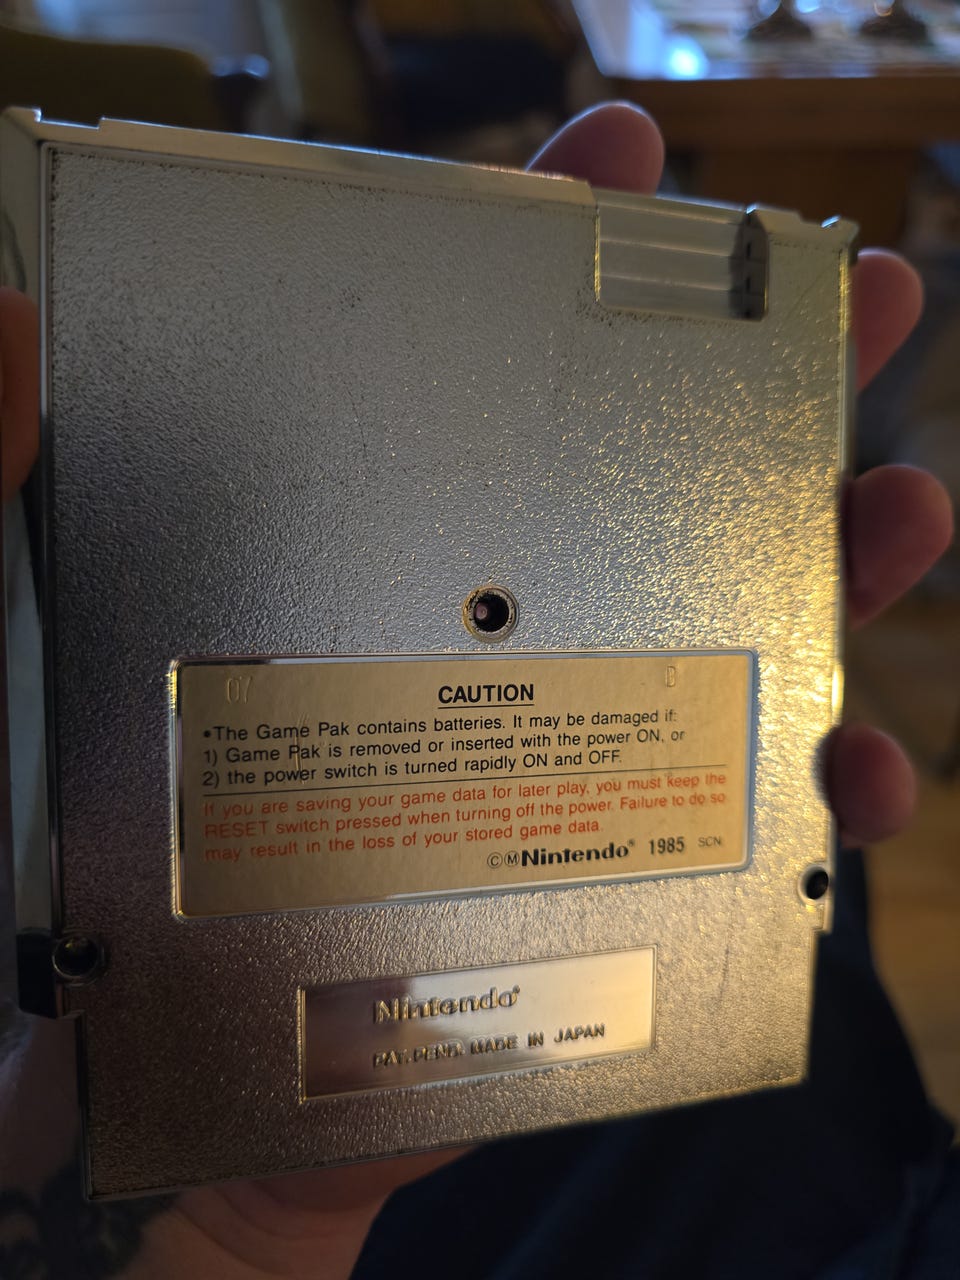 07 B
CAUTION
•The Game Pak contains batteries. It may be damaged if:
1) Game Pak is removed or inserted with the power ON, or
2) the power switch is turned rapidly ON and OFF.
If you are saving your game data for later play, you must keep the
RESET switch pressed when turning off the power. Failure to do so
may result in the loss of your stored game data.
©Ⓜ Nintendo® 1985 SCN
Nintendo®
PAT. PEND. MADE IN JAPAN